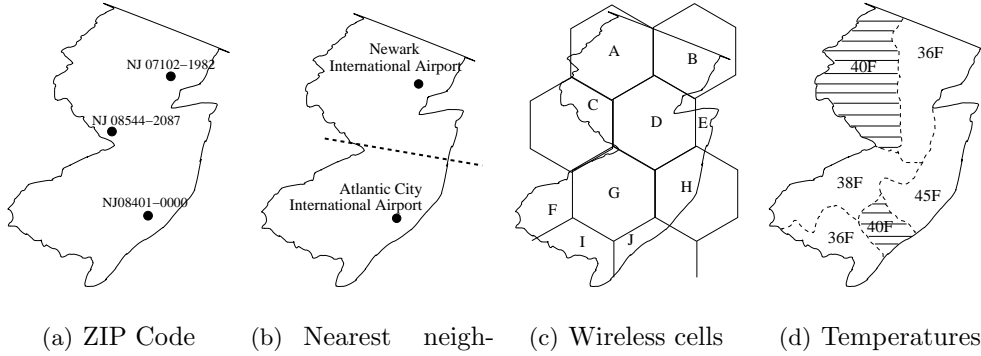 NJ 07102−1982
NJ 08544−2087
NJ08401−0000
Newark
International Airport
Atlantic City
International Airport
A
B
C
D
E
F
G
H
I
J
36F
40F
38F
45F
40F
36F
(a) ZIP Code
(b) Nearest neigh-
(c) Wireless cells
(d) Temperatures